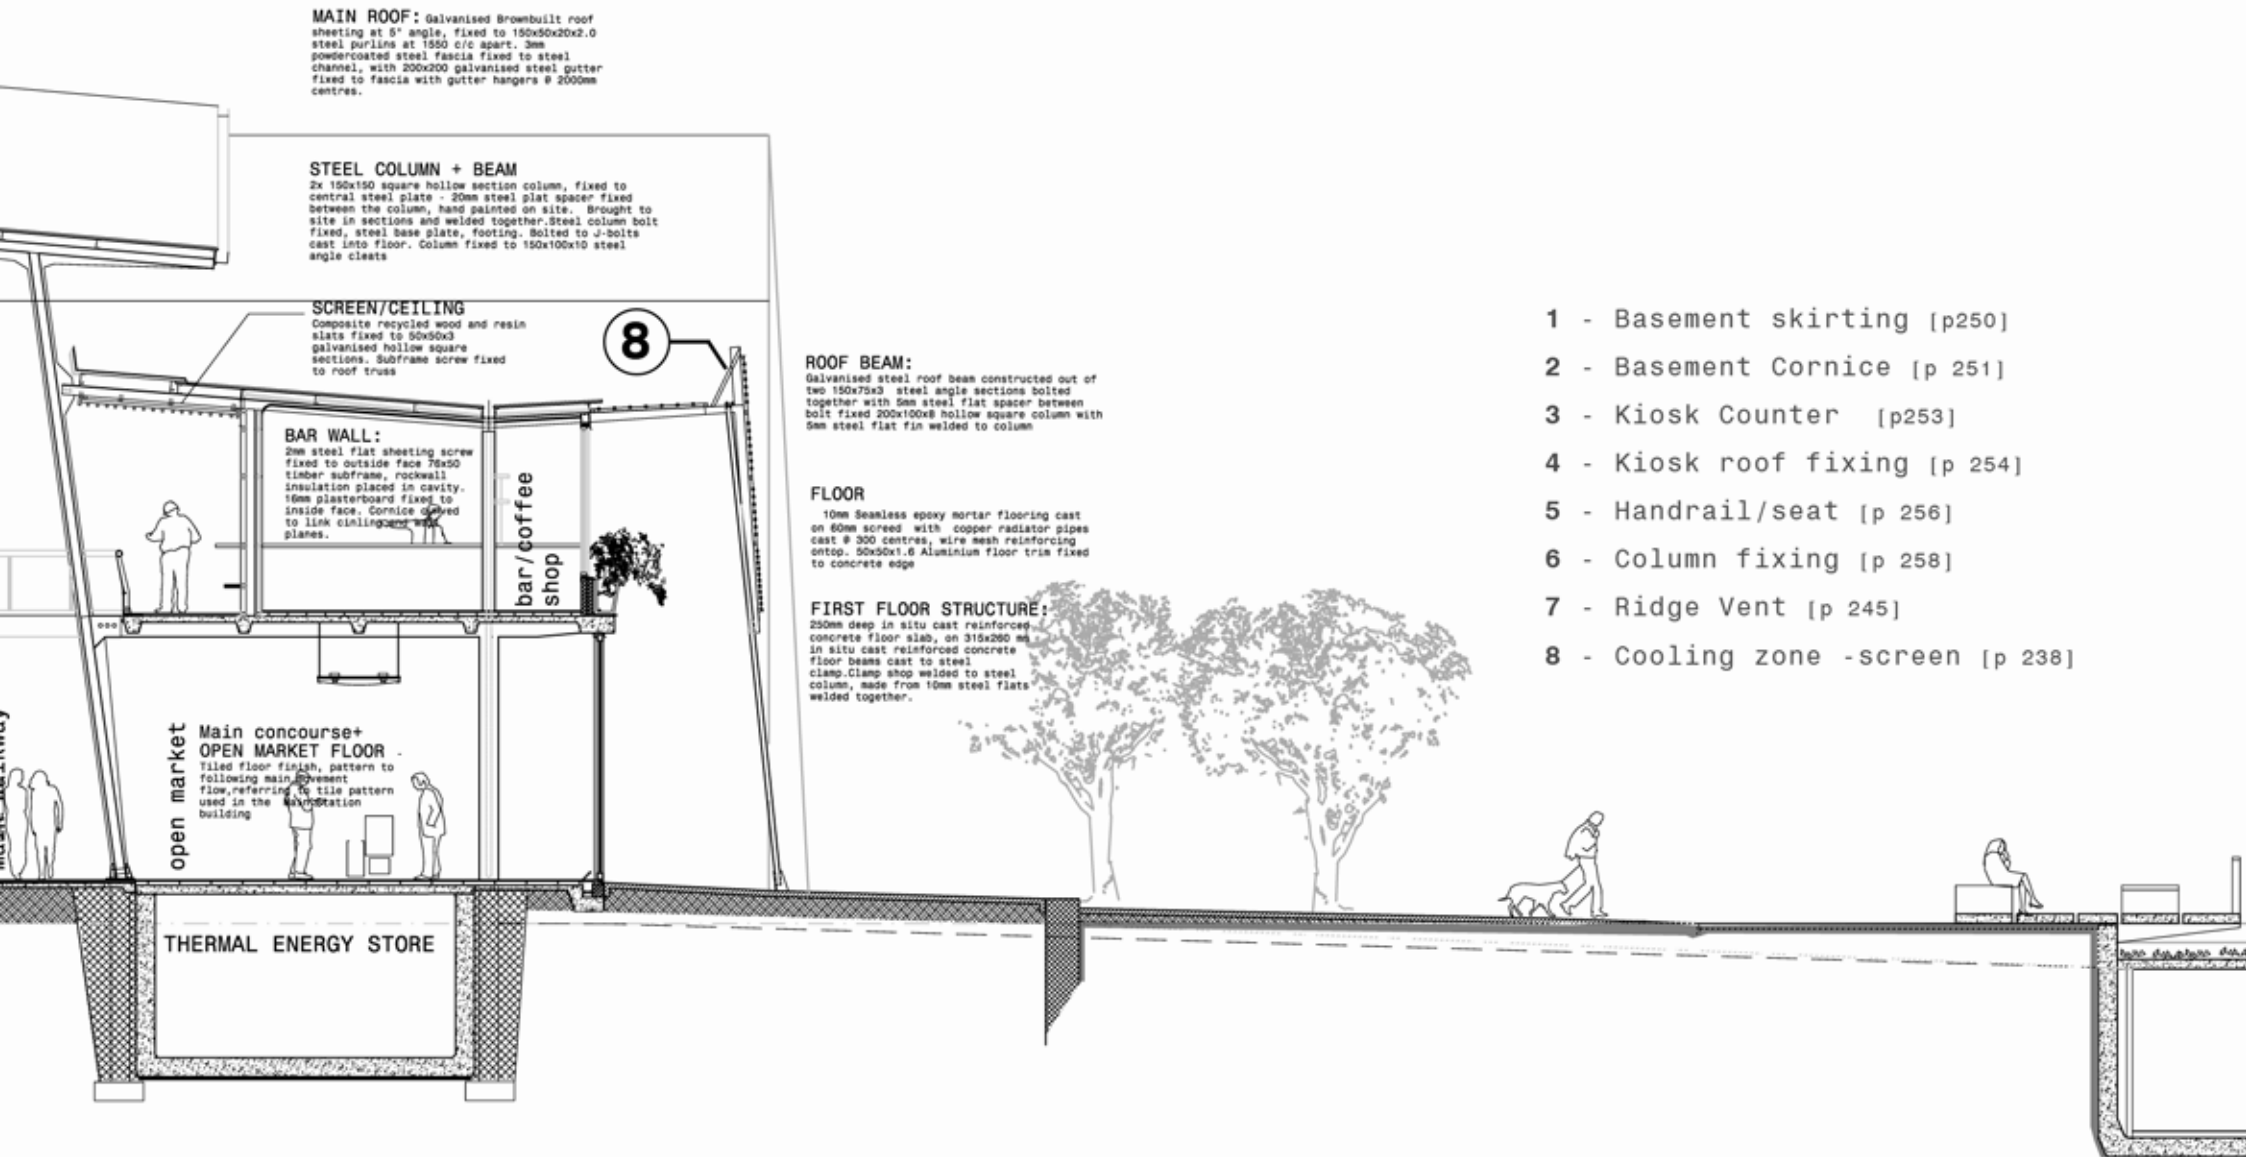 MAIN ROOF: Galvanised Brownbuilt roof
sheeting at 5° angle, fixed to 150x50x20x2.0
steel purlins at 1550 c/c apart. 3mm
powdercoated steel fascia fixed to steel
channel, with 200x200 galvanised steel gutter
fixed to fascia with gutter hangers @ 2000mm
centres.
STEEL COLUMN + BEAM
2x 150x150 square hollow section column, fixed to
central steel plate - 20mm steel plat spacer fixed
between the column, hand painted on site. Brought to
site in sections and welded together.Steel column bolt
fixed, steel base plate, footing. Bolted to J-bolts
cast into floor. Column fixed to 150x100x10 steel
angle cleats
SCREEN/CEILING
Composite recycled wood and resin
slats fixed to 50x50x3
galvanised hollow square
sections. Subframe screw fixed
to roof truss
8
BAR WALL:
2mm steel flat sheeting screw
fixed to outside face 76x50
timber subframe, rockwall
insulation placed in cavity.
16mm plasterboard fixed to
inside face. Cornice
to link
planes.
bar/coffee
shop
ROOF BEAM:
Galvanised steel roof beam constructed out of
two 150x75x3 steel angle sections bolted
together with 5mm steel flat spacer between
bolt fixed 200x100x8 hollow square column with
5mm steel flat fin welded to column
FLOOR
10mm Seamless epoxy mortar flooring cast
on 60mm screed with copper radiator pipes
cast @ 300 centres, wire mesh reinforcing
ontop. 50x50x1.6 Aluminium floor trim fixed
to concrete edge
FIRST FLOOR STRUCTURE:
250mm deep in situ cast reinforced
concrete floor slab, on 315x260 mm
in situ cast reinforced concrete
floor beams cast to steel
clamp.Clamp shop welded to steel
column, made from 10mm steel flats
welded together.
open market
Main concourse+
OPEN MARKET FLOOR -
Tiled floor finish, pattern to
following main movement
flow,referring to tile pattern
used in the Main Station
building
THERMAL ENERGY STORE
1 - Basement skirting [p250]
2 - Basement Cornice [p 251]
3 - Kiosk Counter [p253]
4 - Kiosk roof fixing [p 254]
5 - Handrail/seat [p 256]
6 - Column fixing [p 258]
7 - Ridge Vent [p 245]
8 - Cooling zone -screen [p 238]